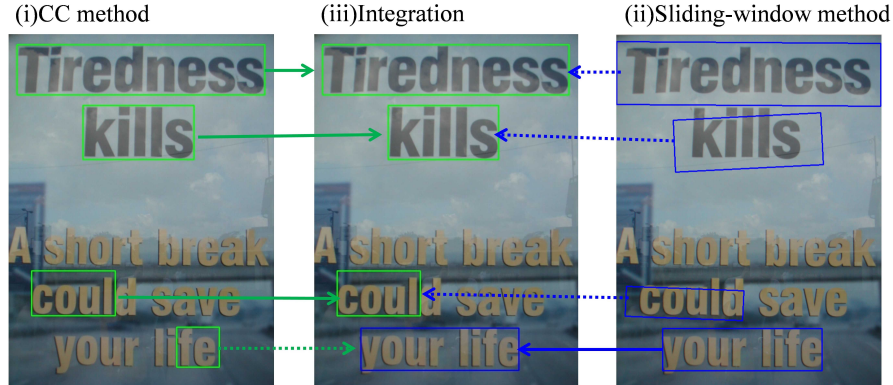 (i)CC method (iii)Integration (ii)Sliding-window method
Tiredness
kills
A short break
could save
your life
Tiredness
kills
A short break
could save
your life
Tiredness
kills
A short break
could save
your life